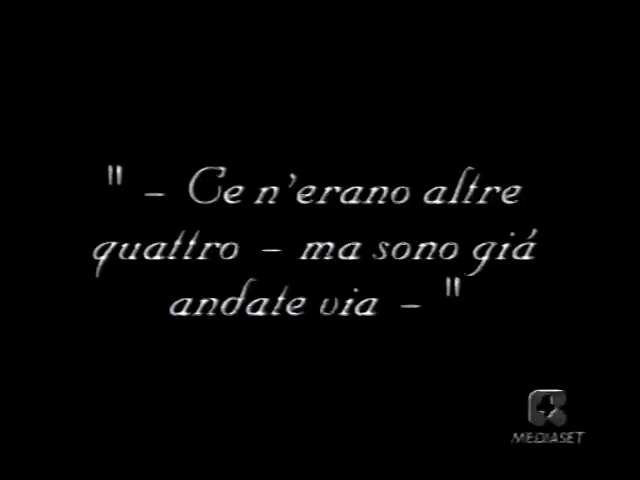 " – Ce n'erano altre
quattro – ma sono giá
andate via – "
MEDIASET